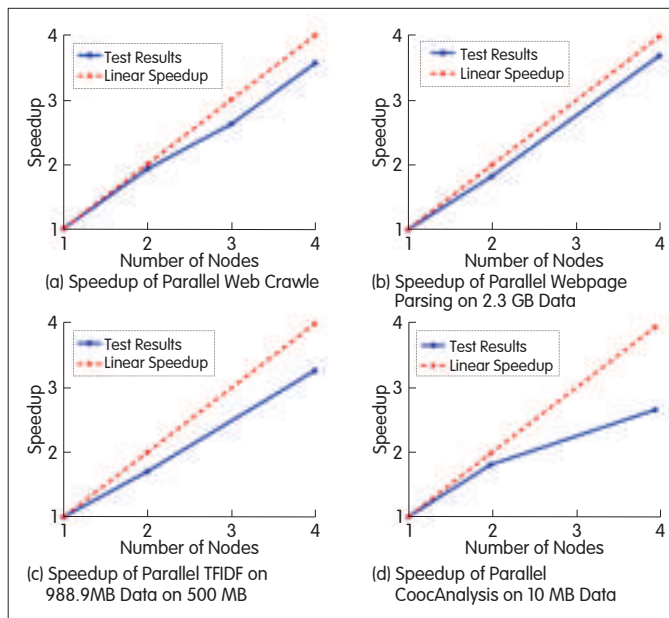 4
3
2
1
Speedup
Test Results
Linear Speedup
1 2 3 4
Number of Nodes
(a) Speedup of Parallel Web Crawle
4
3
2
1
Speedup
Test Results
Linear Speedup
1 2 3 4
Number of Nodes
(b) Speedup of Parallel Webpage
Parsing on 2.3 GB Data
4
3
2
1
Speedup
Test Results
Linear Speedup
1 2 3 4
Number of Nodes
(c) Speedup of Parallel TFIDF on
988.9MB Data on 500 MB
4
3
2
1
Speedup
Test Results
Linear Speedup
1 2 3 4
Number of Nodes
(d) Speedup of Parallel
CoocAnalysis on 10 MB Data